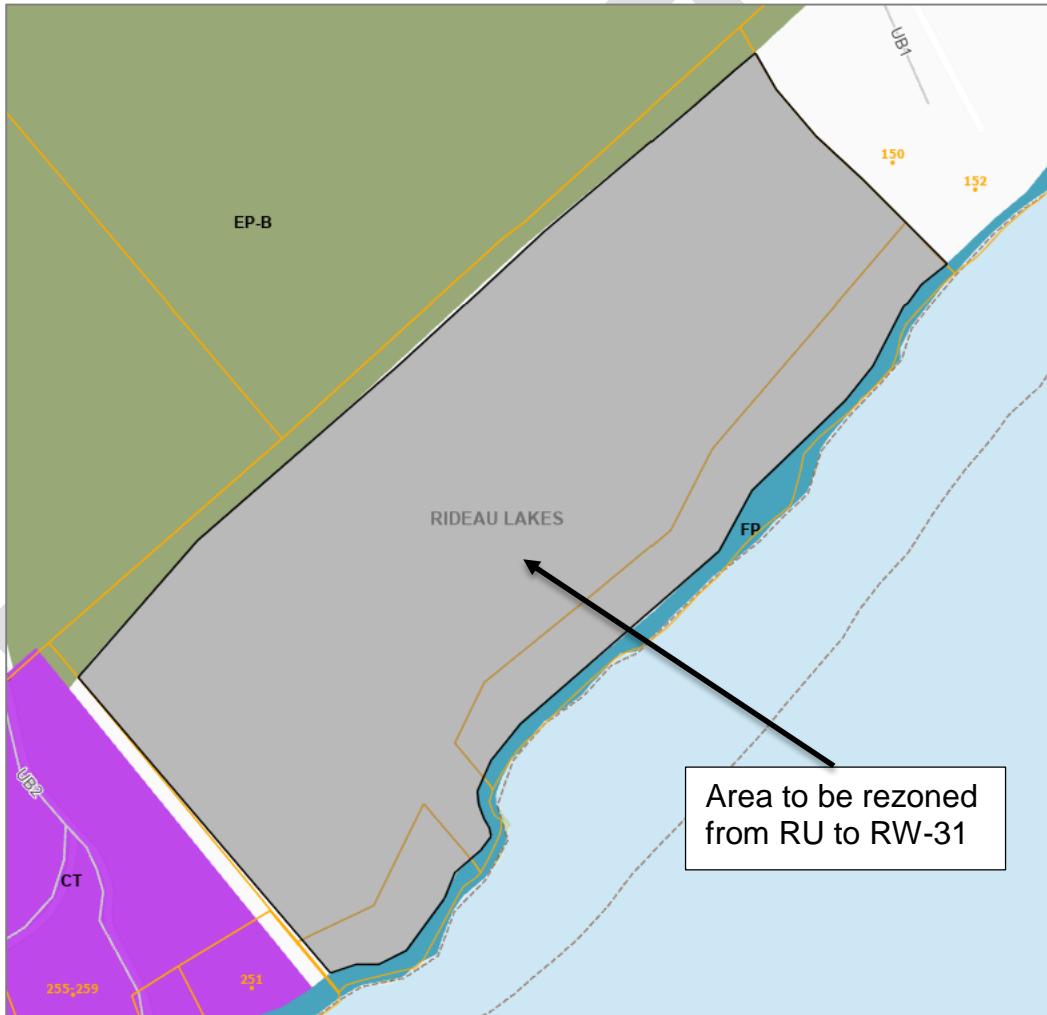 UB1
150
152
EP-B
RIDEAU LAKES
FP
UB2
Area to be rezoned
from RU to RW-31
CT
251
255-259